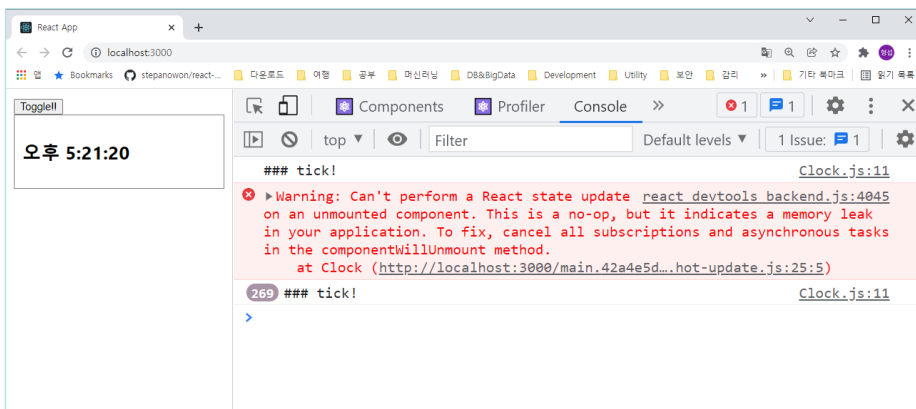 React App
localhost:3000
앱 Bookmarks stepanowon/react-... 다운로드 여행 공부 머신러닝 DB&BigData Development Utility 보안 감리 » 기타 북마크 읽기 목록
Toggle!!
오후 5:21:20
Components Profiler Console » 1 1
top ▼ Filter Default levels ▼ 1 Issue: 1
### tick! Clock.js:11
▶Warning: Can't perform a React state update react devtools backend.js:4045
on an unmounted component. This is a no-op, but it indicates a memory leak
in your application. To fix, cancel all subscriptions and asynchronous tasks
in the componentWillUnmount method.
at Clock (http://localhost:3000/main.42a4e5d….hot-update.js:25:5)
269 ### tick! Clock.js:11
>